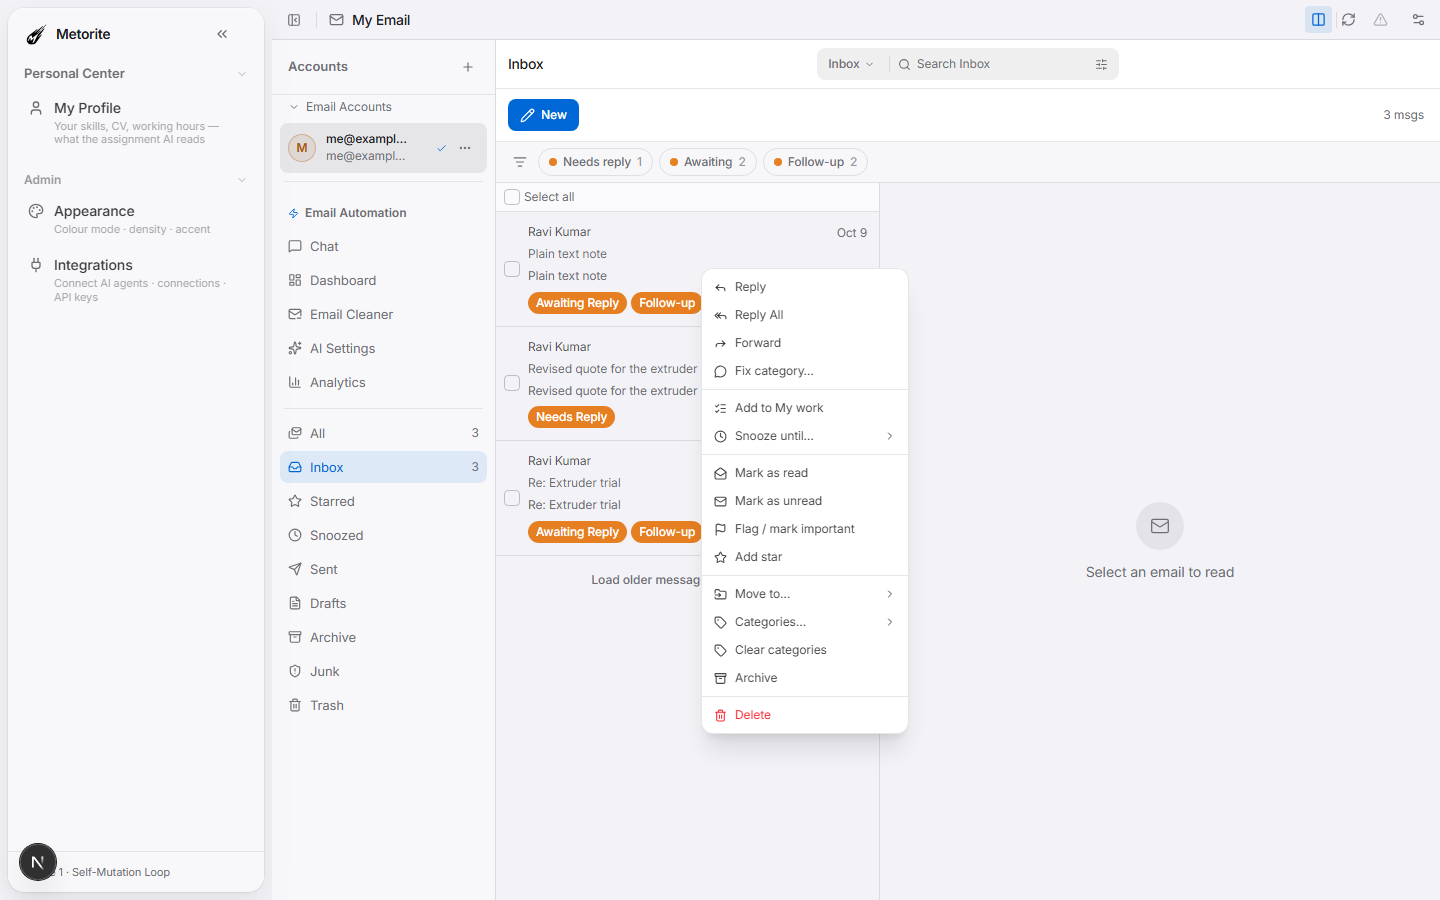 Metorite
Personal Center
My Profile
Your skills, CV, working hours —
what the assignment AI reads
Admin
Appearance
Colour mode · density · accent
Integrations
Connect AI agents · connections ·
API keys
N
1 · Self-Mutation Loop
My Email
Accounts
Email Accounts
M
me@exampl...
me@exampl...
Email Automation
Chat
Dashboard
Email Cleaner
AI Settings
Analytics
All 3
Inbox 3
Starred
Snoozed
Sent
Drafts
Archive
Junk
Trash
Inbox
Inbox
Search Inbox
New
3 msgs
Needs reply 1
Awaiting 2
Follow-up 2
Select all
Ravi Kumar Oct 9
Plain text note
Plain text note
Awaiting Reply Follow-up
Ravi Kumar
Revised quote for the extruder
Revised quote for the extruder
Needs Reply
Ravi Kumar
Re: Extruder trial
Re: Extruder trial
Awaiting Reply Follow-up
Load older messag
Reply
Reply All
Forward
Fix category...
Add to My work
Snooze until...
Mark as read
Mark as unread
Flag / mark important
Add star
Move to...
Categories...
Clear categories
Archive
Delete
Select an email to read